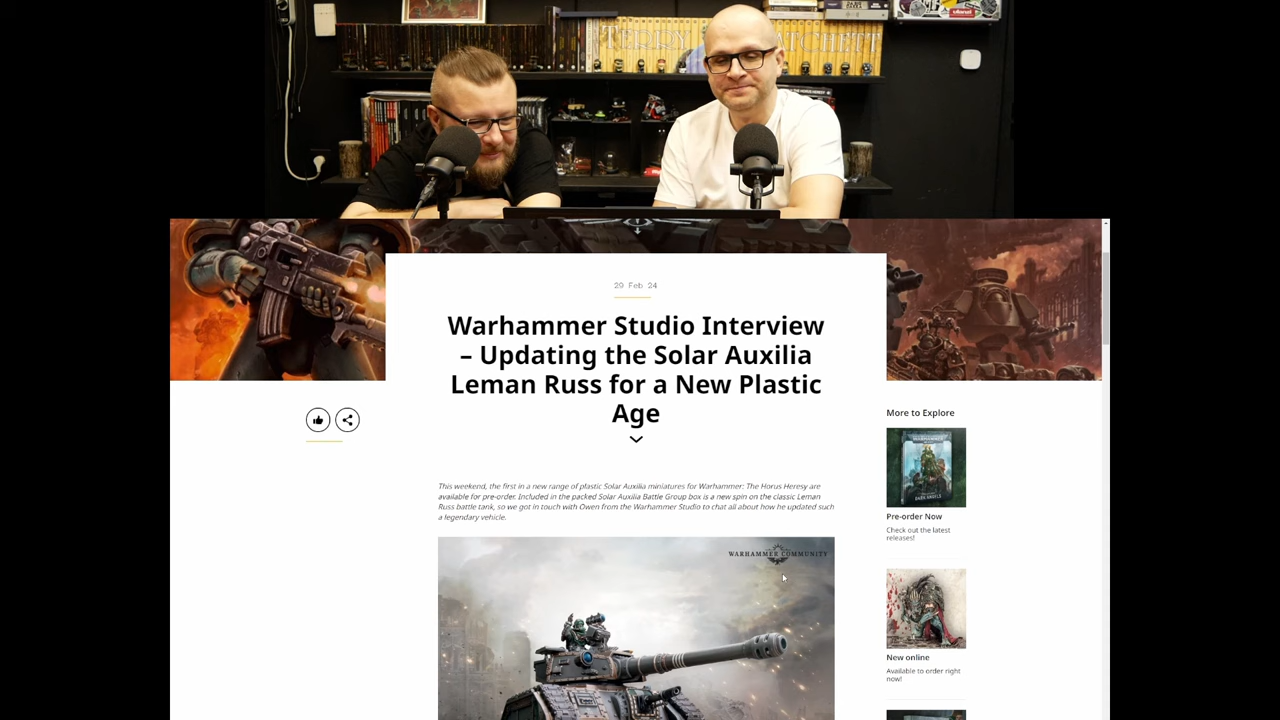 TERRY
29 Feb 24
Warhammer Studio Interview
– Updating the Solar Auxilia
Leman Russ for a New Plastic
Age
This weekend, the first in a new range of plastic Solar Auxilia miniatures for Warhammer: The Horus Heresy are
available for pre-order. Included in the packed Solar Auxilia Battle Group box is a new spin on the classic Leman
Russ battle tank, so we got in touch with Owen from the Warhammer Studio to chat all about how he updated such
a legendary vehicle.
WARHAMMER COMMUNITY
More to Explore
WARHAMMER
DARK ANGELS
Pre-order Now
Check out the latest
releases!
New online
Available to order right
now!